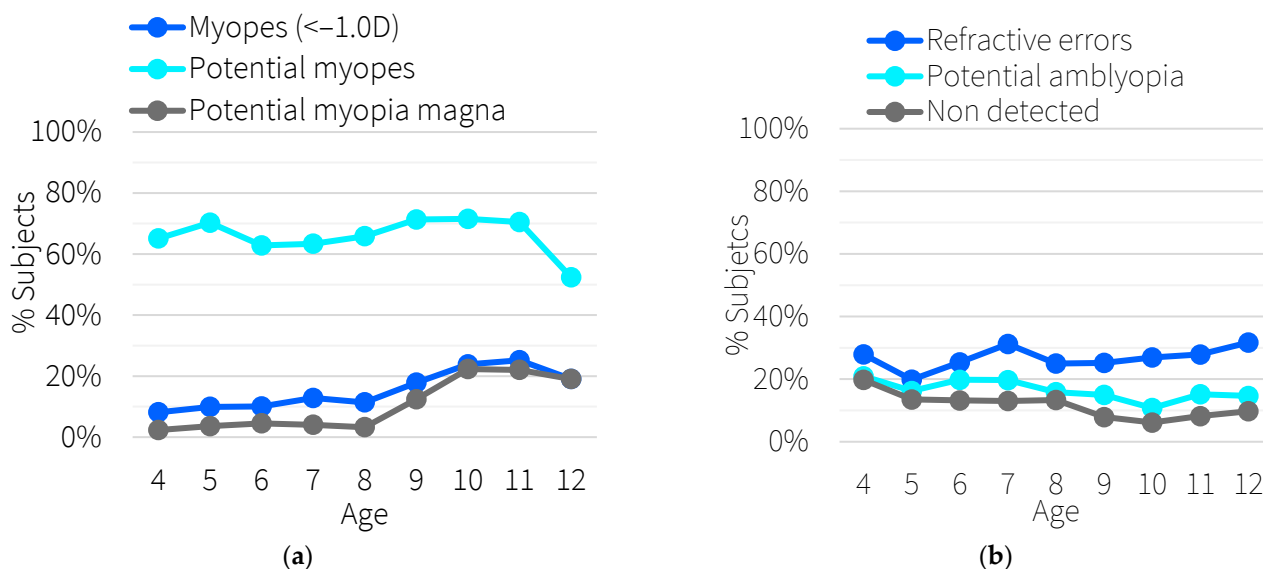 Myopes (<–1.0D)
Potential myopes
Potential myopia magna
100%
80%
60%
40%
20%
0%
% Subjects
4 5 6 7 8 9 10 11 12
Age
(a)
Refractive errors
Potential amblyopia
Non detected
100%
80%
60%
40%
20%
0%
% Subjetcs
4 5 6 7 8 9 10 11 12
Age
(b)